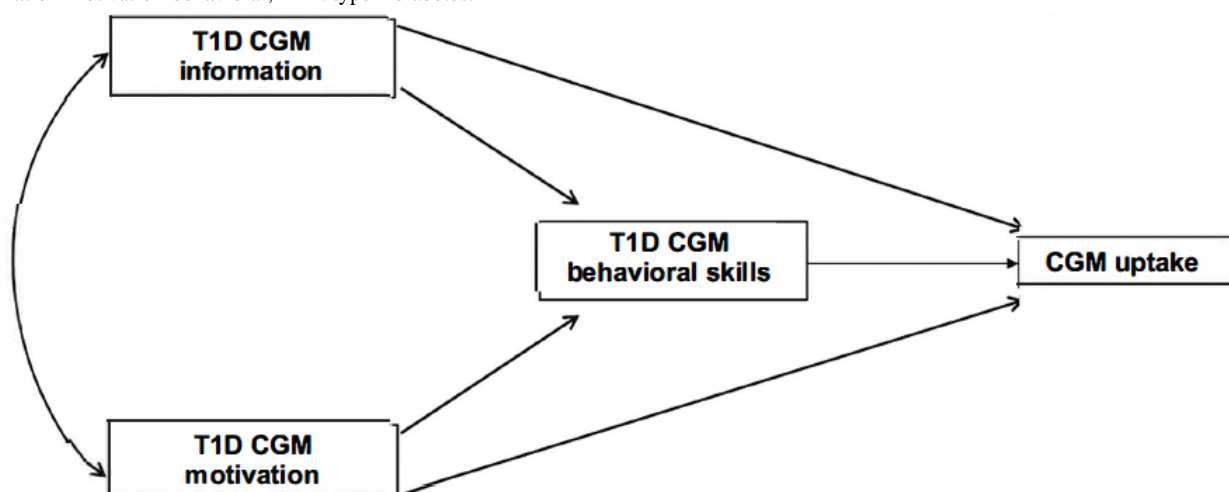 T1D CGM
information
T1D CGM
behavioral skills
CGM uptake
T1D CGM
motivation